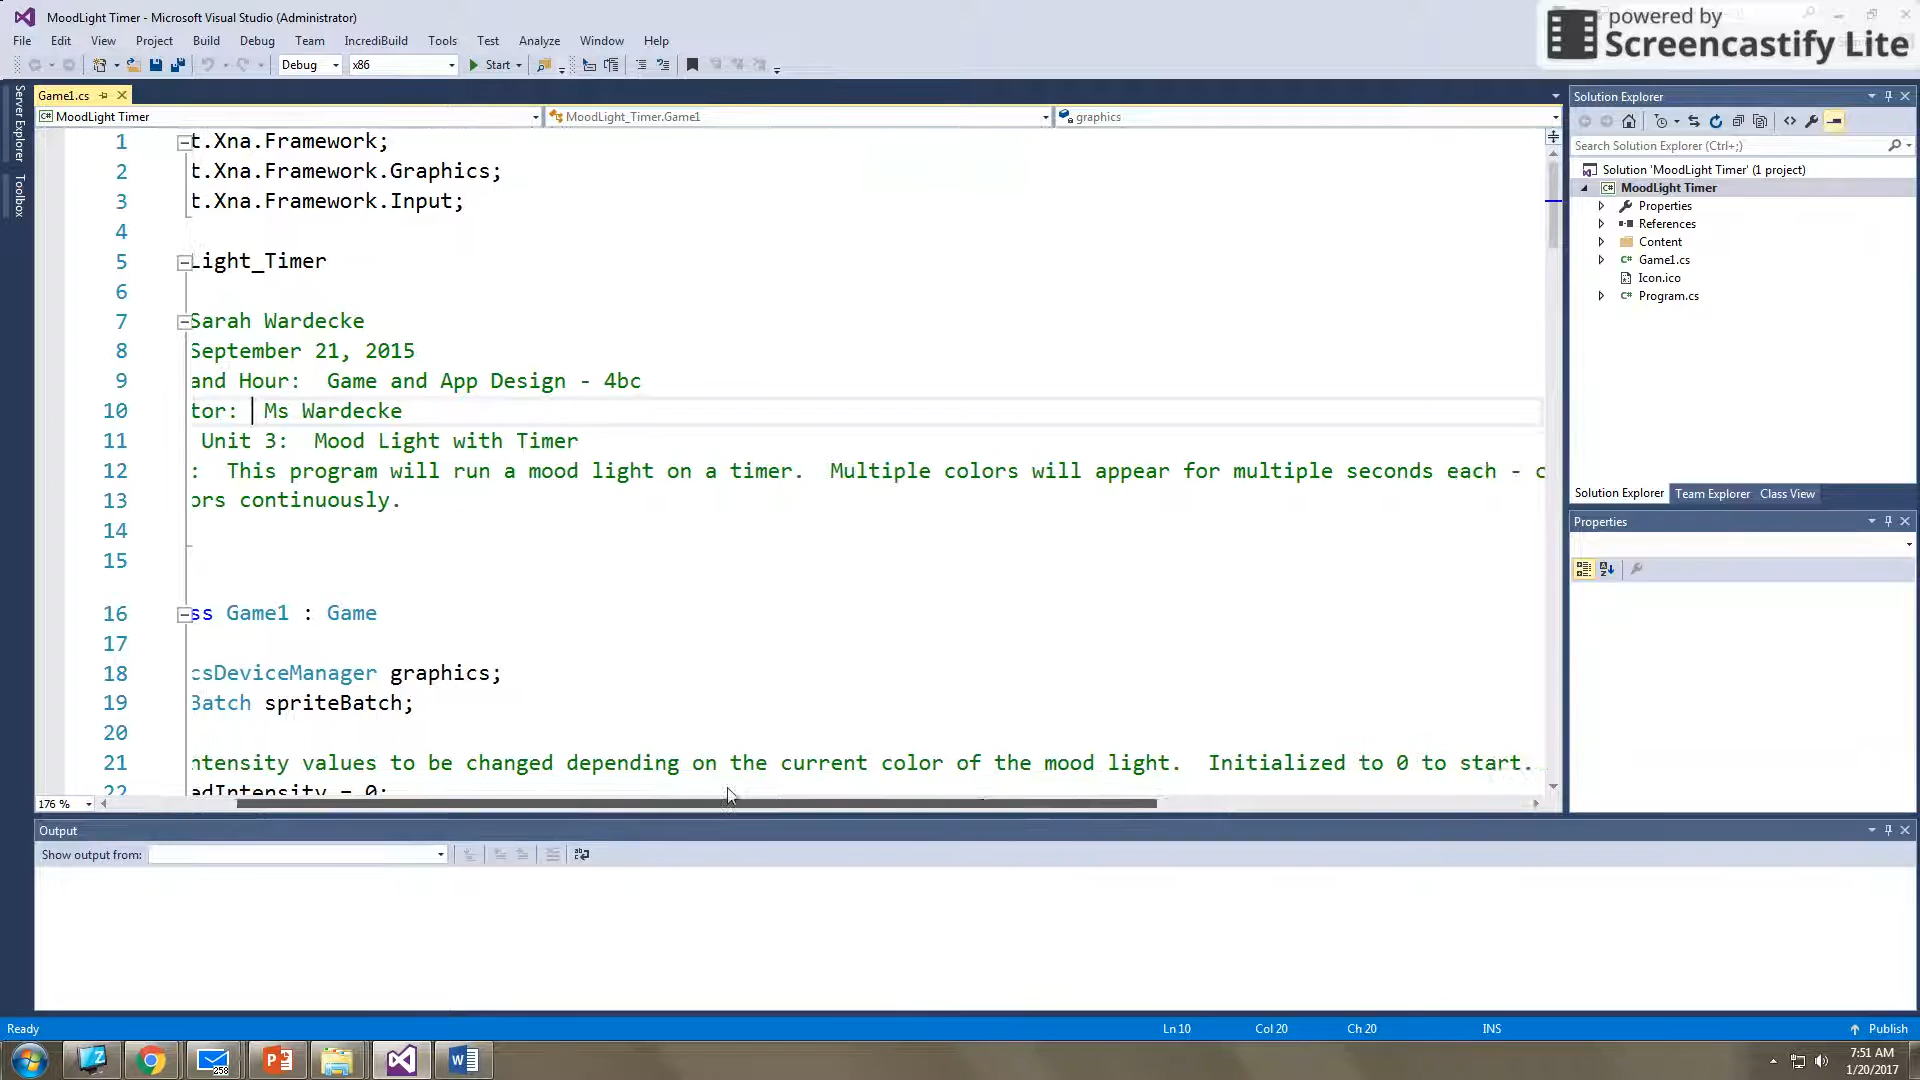 MoodLight Timer - Microsoft Visual Studio (Administrator)
powered by
Screencastify Lite
File Edit View Project Build Debug Team IncrediBuild Tools Test Analyze Window Help
Debug x86 Start
Server Explorer
Toolbox
Game1.cs
MoodLight Timer MoodLight_Timer.Game1 graphics
1 t.Xna.Framework;
2 t.Xna.Framework.Graphics;
3 t.Xna.Framework.Input;
4
5 Light_Timer
6
7 Sarah Wardecke
8 September 21, 2015
9 and Hour:  Game and App Design - 4bc
10 tor:  Ms Wardecke
11 Unit 3:  Mood Light with Timer
12 :  This program will run a mood light on a timer.  Multiple colors will appear for multiple seconds each - c
13 ors continuously.
14
15
16 ss Game1 : Game
17
18 csDeviceManager graphics;
19 Batch spriteBatch;
20
21 ntensity values to be changed depending on the current color of the mood light.  Initialized to 0 to start.
22 edIntensity = 0;
176 %
Solution Explorer
Search Solution Explorer (Ctrl+;)
Solution 'MoodLight Timer' (1 project)
MoodLight Timer
Properties
References
Content
Game1.cs
Icon.ico
Program.cs
Solution Explorer Team Explorer Class View
Properties
Output
Show output from:
Ready Ln 10 Col 20 Ch 20 INS Publish
258
7:51 AM
1/20/2017